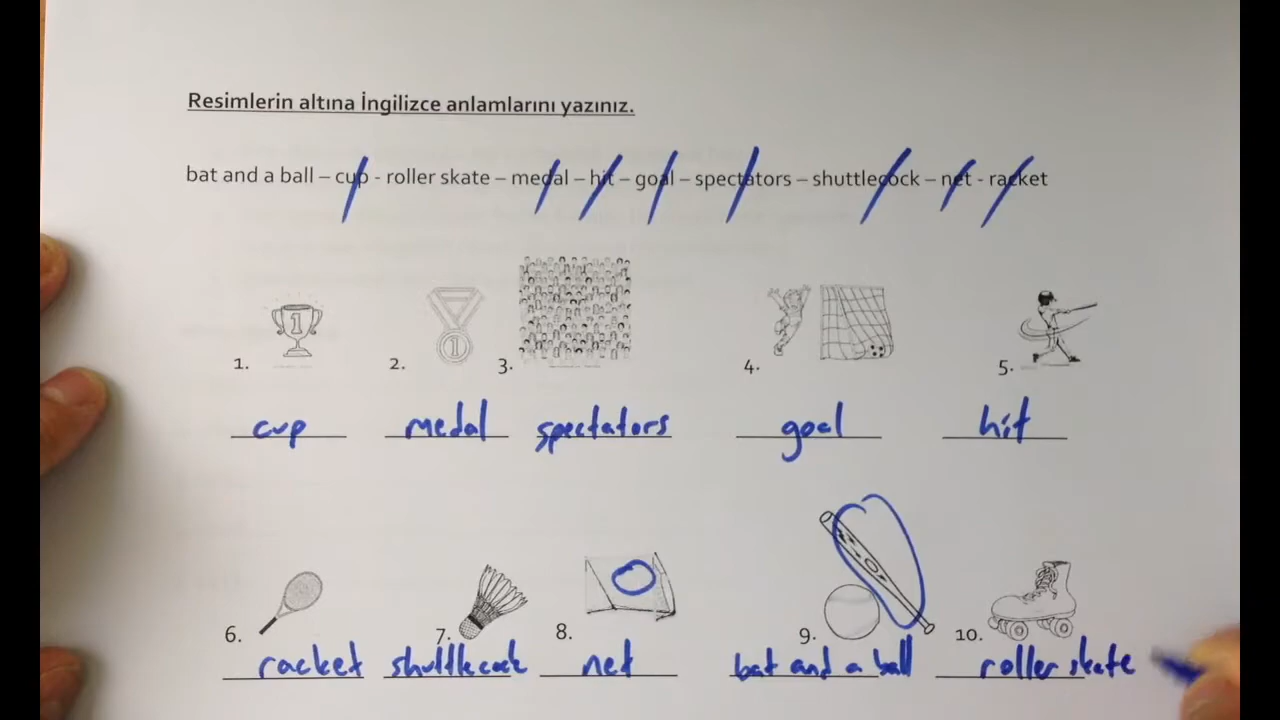 Resimlerin altına İngilizce anlamlarını yazınız.
bat and a ball – cup - roller skate – medal – hit – goal – spectators – shuttlecock – net - racket
1. 2. 3. 4. 5.
cup medal spectators goal hit
6. 7. 8. 9. 10.
racket shuttlecock net bat and a ball roller skate